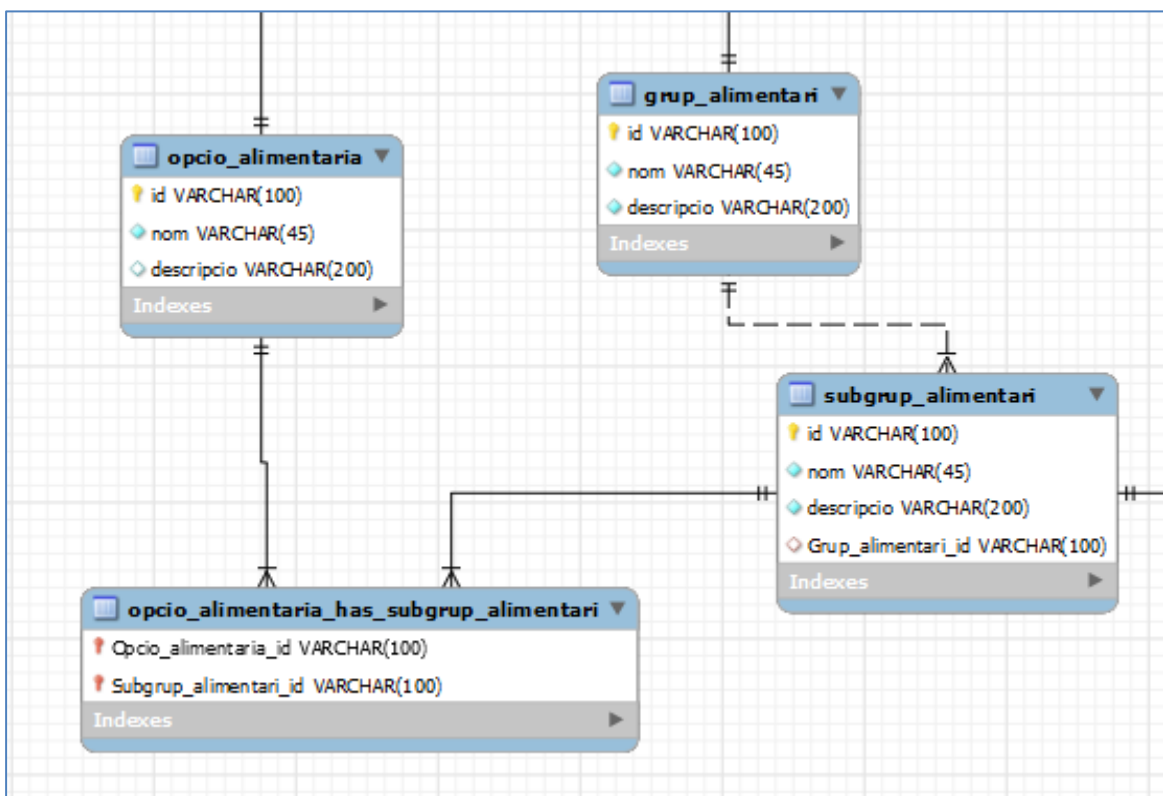 opcio_alimentaria
id VARCHAR(100)
nom VARCHAR(45)
descripcio VARCHAR(200)
Indexes
grup_alimentari
id VARCHAR(100)
nom VARCHAR(45)
descripcio VARCHAR(200)
Indexes
subgrup_alimentari
id VARCHAR(100)
nom VARCHAR(45)
descripcio VARCHAR(200)
Grup_alimentari_id VARCHAR(100)
Indexes
opcio_alimentaria_has_subgrup_alimentari
Opcio_alimentaria_id VARCHAR(100)
Subgrup_alimentari_id VARCHAR(100)
Indexes